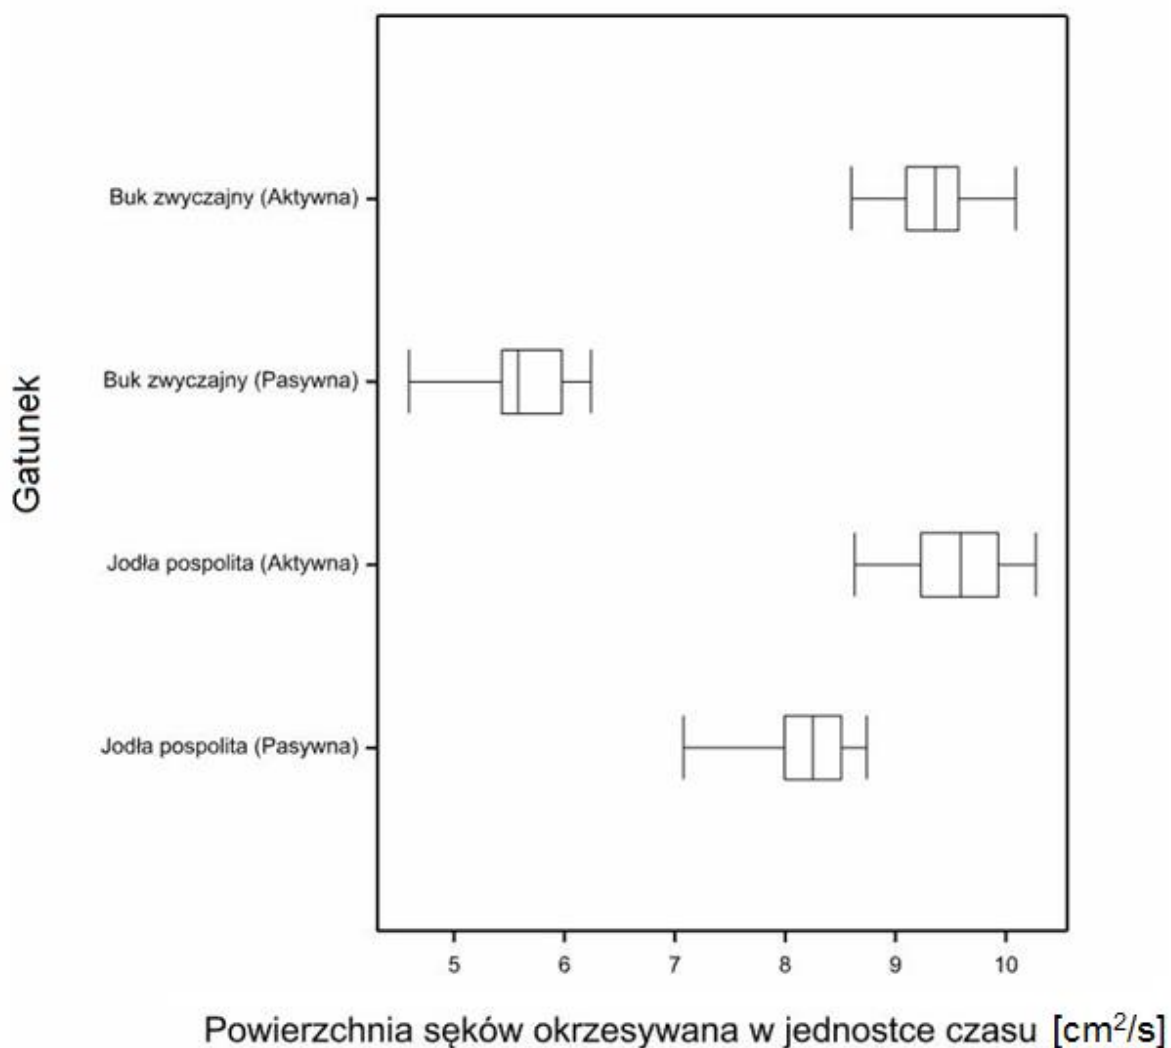 Buk zwyczajny (Aktywna)
Buk zwyczajny (Pasywna)
Gatunek
Jodła pospolita (Aktywna)
Jodła pospolita (Pasywna)
5 6 7 8 9 10
Powierzchnia sęków okrzesywana w jednostce czasu [cm²/s]